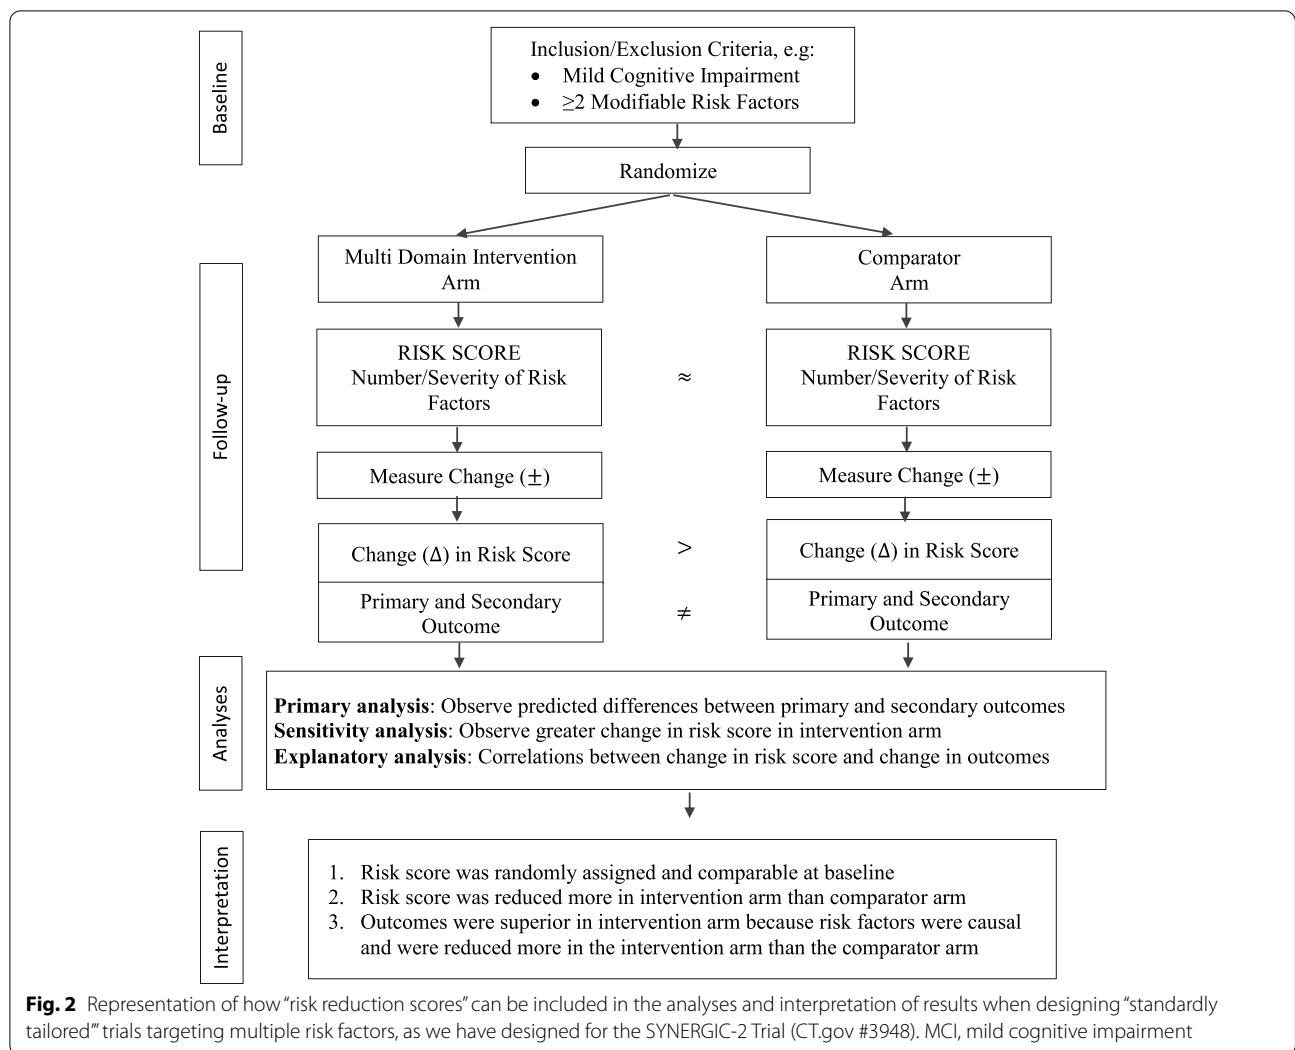 Baseline
Inclusion/Exclusion Criteria, e.g:
• Mild Cognitive Impairment
• ≥2 Modifiable Risk Factors
Randomize
Follow-up
Multi Domain Intervention
Arm
Comparator
Arm
RISK SCORE
Number/Severity of Risk
Factors
≈
RISK SCORE
Number/Severity of Risk
Factors
Measure Change (±)
Measure Change (±)
Change (Δ) in Risk Score
>
Change (Δ) in Risk Score
Primary and Secondary
Outcome
≠
Primary and Secondary
Outcome
Analyses
Primary analysis: Observe predicted differences between primary and secondary outcomes
Sensitivity analysis: Observe greater change in risk score in intervention arm
Explanatory analysis: Correlations between change in risk score and change in outcomes
Interpretation
1. Risk score was randomly assigned and comparable at baseline
2. Risk score was reduced more in intervention arm than comparator arm
3. Outcomes were superior in intervention arm because risk factors were causal
and were reduced more in the intervention arm than the comparator arm
Fig. 2 Representation of how “risk reduction scores” can be included in the analyses and interpretation of results when designing “standardly
tailored’” trials targeting multiple risk factors, as we have designed for the SYNERGIC-2 Trial (CT.gov #3948). MCI, mild cognitive impairment